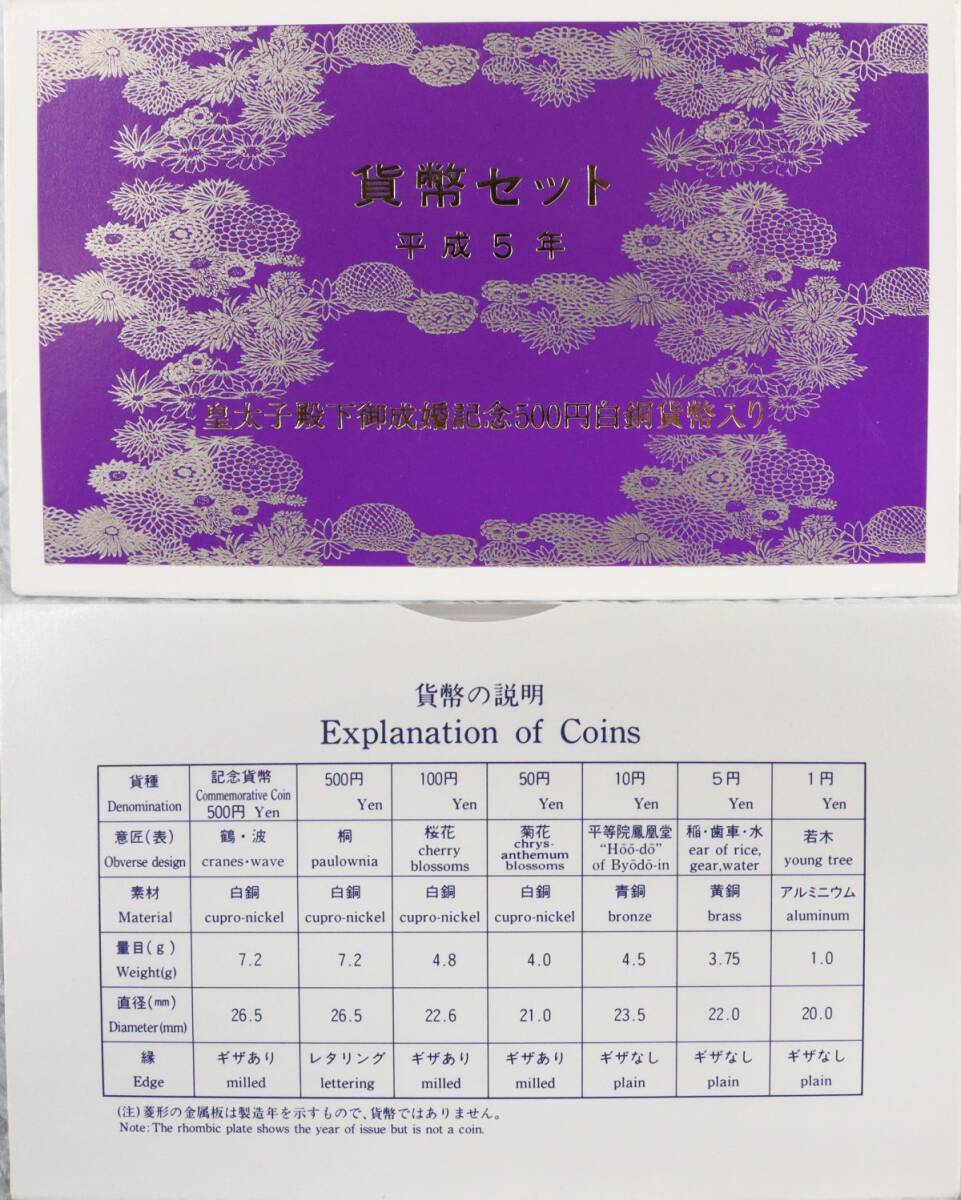 貨幣セット
平成5年
皇太子殿下御成婚記念500円白銅貨幣入り
貨幣の説明
Explanation of Coins
貨種 Denomination 記念貨幣 Commemorative Coin 500円 Yen 500円 Yen 100円 Yen 50円 Yen 10円 Yen 5円 Yen 1円 Yen
意匠(表) Obverse design 鶴・波 cranes・wave 桐 paulownia 桜花 cherry blossoms 菊花 chrys-anthemum blossoms 平等院鳳凰堂 "Hōō-dō" of Byōdō-in 稲・歯車・水 ear of rice, gear,water 若木 young tree
素材 Material 白銅 cupro-nickel 白銅 cupro-nickel 白銅 cupro-nickel 白銅 cupro-nickel 青銅 bronze 黄銅 brass アルミニウム aluminum
量目(g) Weight(g) 7.2 7.2 4.8 4.0 4.5 3.75 1.0
直径(㎜) Diameter(mm) 26.5 26.5 22.6 21.0 23.5 22.0 20.0
縁 Edge ギザあり milled レタリング lettering ギザあり milled ギザあり milled ギザなし plain ギザなし plain ギザなし plain
(注)菱形の金属板は製造年を示すもので、貨幣ではありません。
Note: The rhombic plate shows the year of issue but is not a coin.